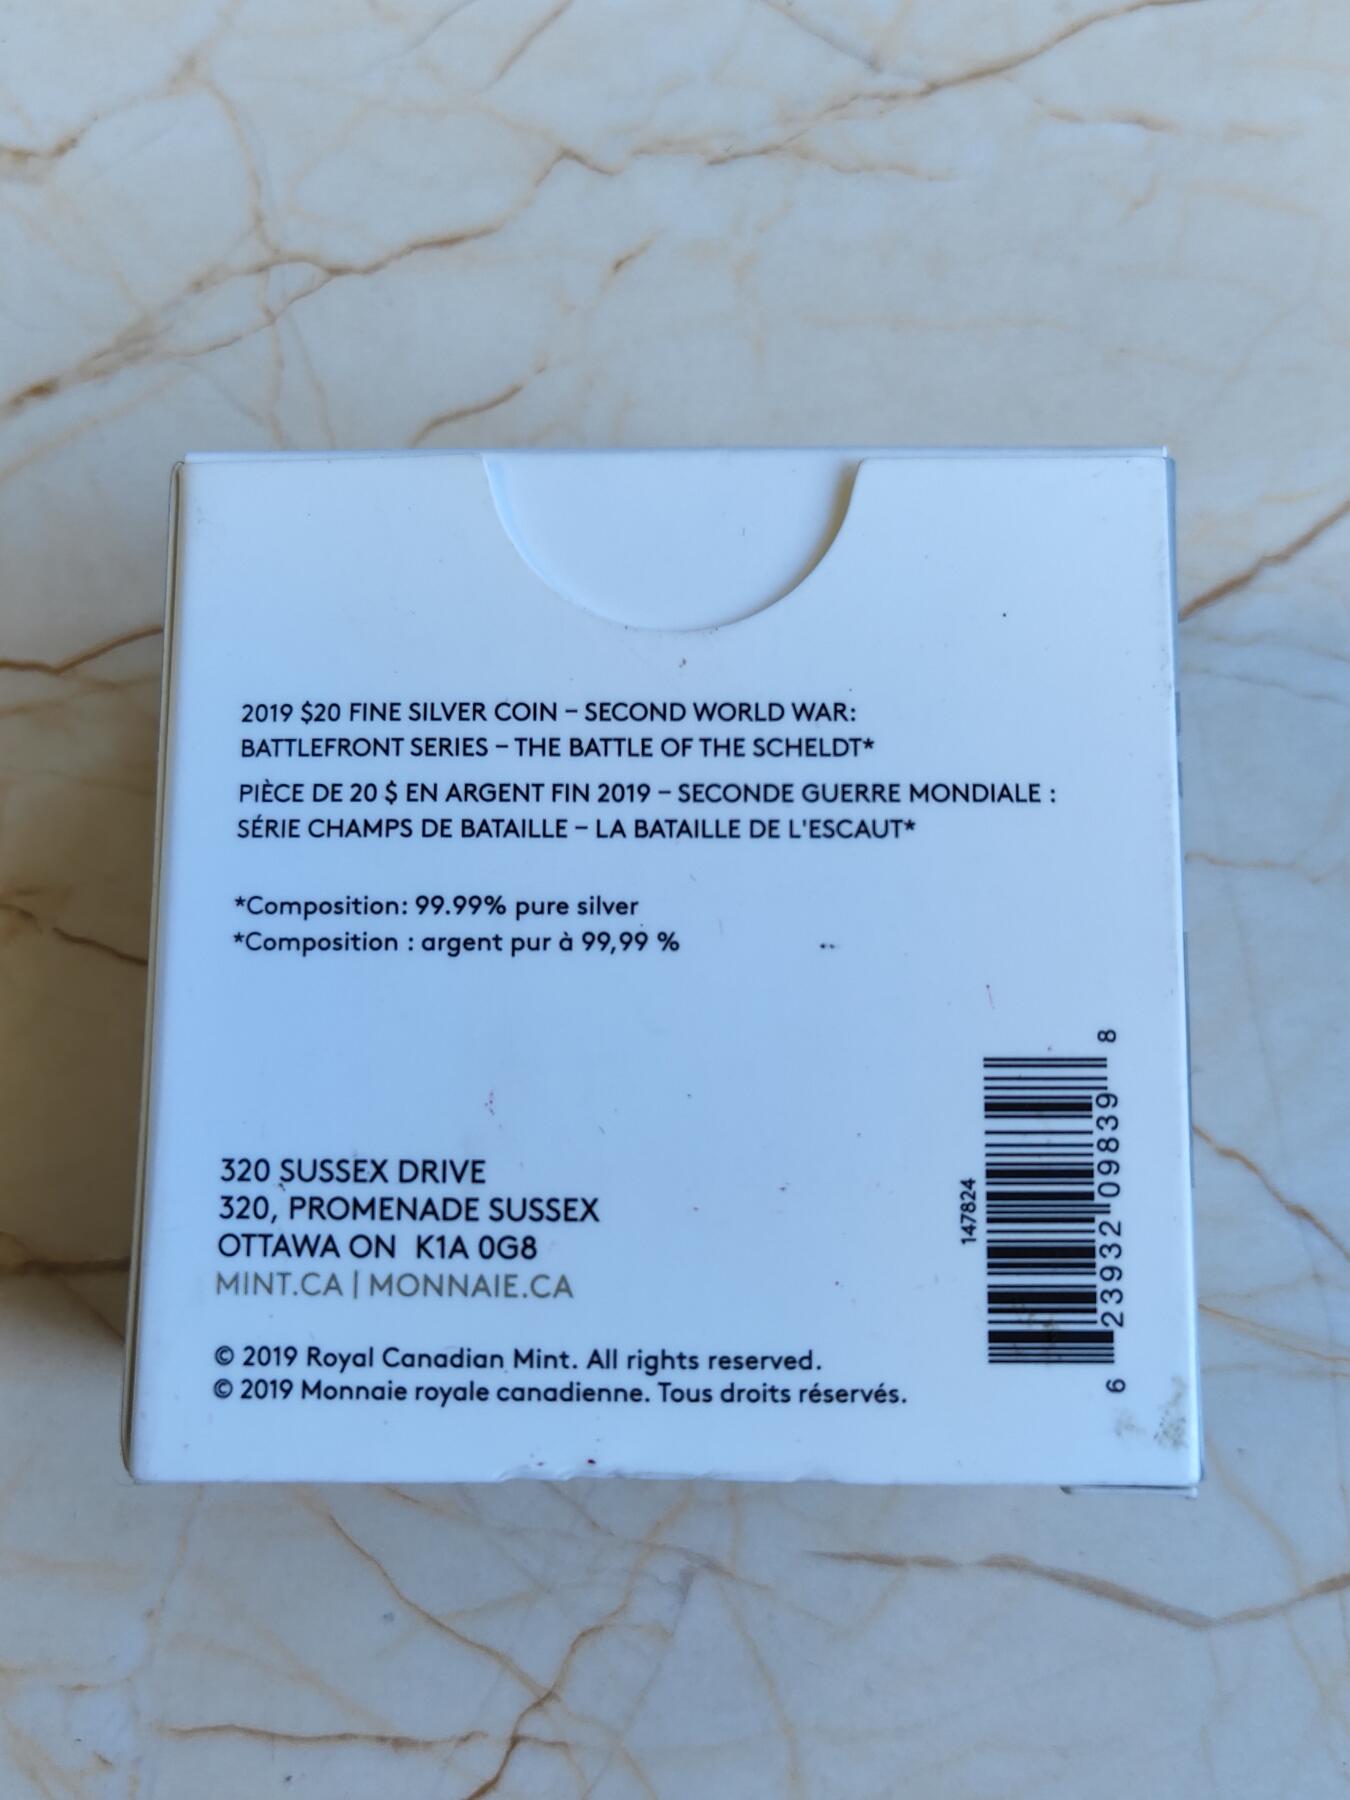 2019 $20 FINE SILVER COIN – SECOND WORLD WAR:
BATTLEFRONT SERIES – THE BATTLE OF THE SCHELDT*
PIÈCE DE 20 $ EN ARGENT FIN 2019 – SECONDE GUERRE MONDIALE :
SÉRIE CHAMPS DE BATAILLE – LA BATAILLE DE L'ESCAUT*
*Composition: 99.99% pure silver
*Composition : argent pur à 99,99 %
320 SUSSEX DRIVE
320, PROMENADE SUSSEX
OTTAWA ON K1A 0G8
MINT.CA | MONNAIE.CA
© 2019 Royal Canadian Mint. All rights reserved.
© 2019 Monnaie royale canadienne. Tous droits réservés.
147824
6 23932 09839 8